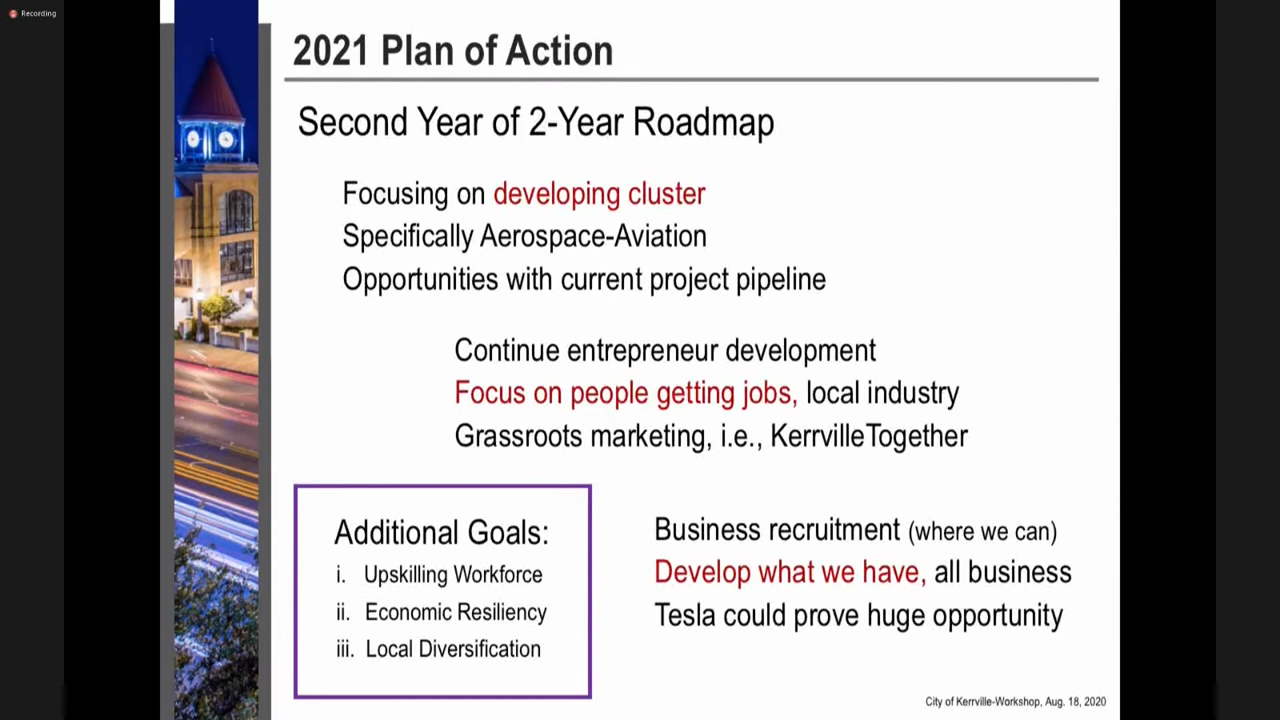 Recording
2021 Plan of Action
Second Year of 2-Year Roadmap
Focusing on developing cluster
Specifically Aerospace-Aviation
Opportunities with current project pipeline
Continue entrepreneur development
Focus on people getting jobs, local industry
Grassroots marketing, i.e., KerrvilleTogether
Additional Goals:
i. Upskilling Workforce
ii. Economic Resiliency
iii. Local Diversification
Business recruitment (where we can)
Develop what we have, all business
Tesla could prove huge opportunity
City of Kerrville-Workshop, Aug. 18, 2020